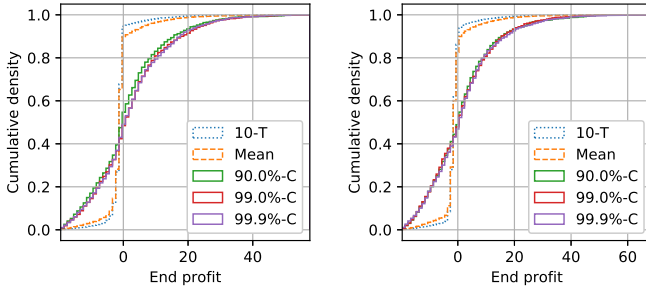 Cumulative density
1.0
0.8
0.6
0.4
0.2
0.0
10-T
Mean
90.0%-C
99.0%-C
99.9%-C
0 20 40
End profit
Cumulative density
1.0
0.8
0.6
0.4
0.2
0.0
10-T
Mean
90.0%-C
99.0%-C
99.9%-C
0 20 40 60
End profit